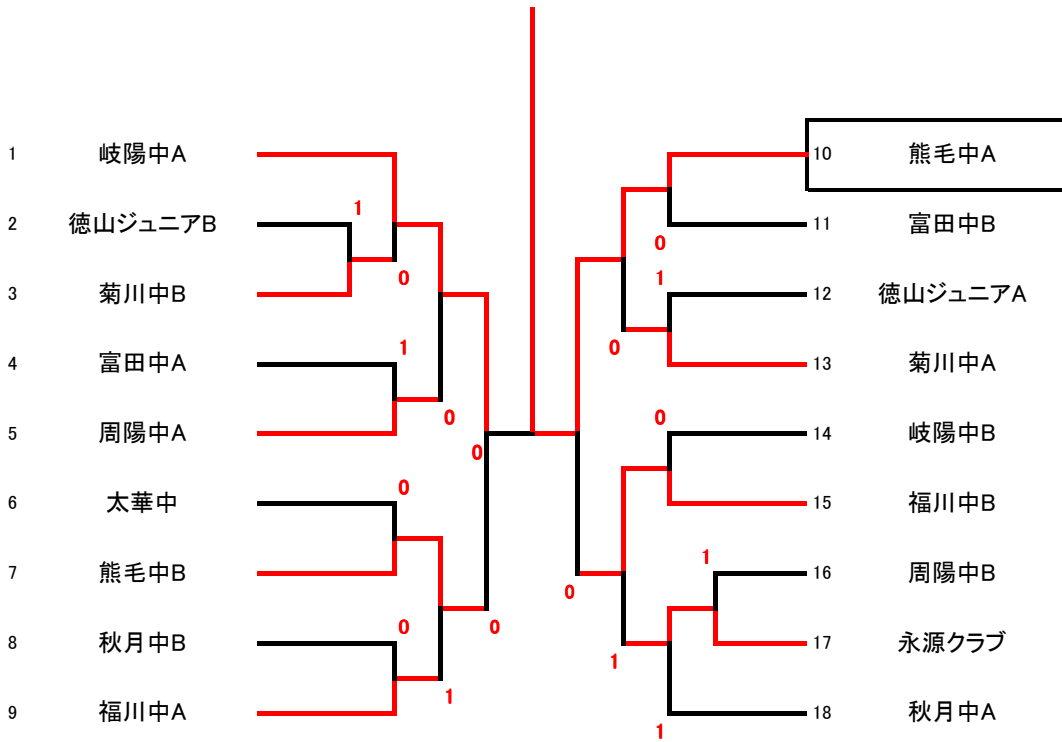 1 岐陽中A
2 徳山ジュニアB
1
3 菊川中B
0
4 富田中A
1
5 周陽中A
0
0
6 太華中
0
7 熊毛中B
8 秋月中B
0
0
9 福川中A
1
10 熊毛中A
11 富田中B
0
12 徳山ジュニアA
1
13 菊川中A
0
14 岐陽中B
0
15 福川中B
16 周陽中B
1
0
17 永源クラブ
1
18 秋月中A
1